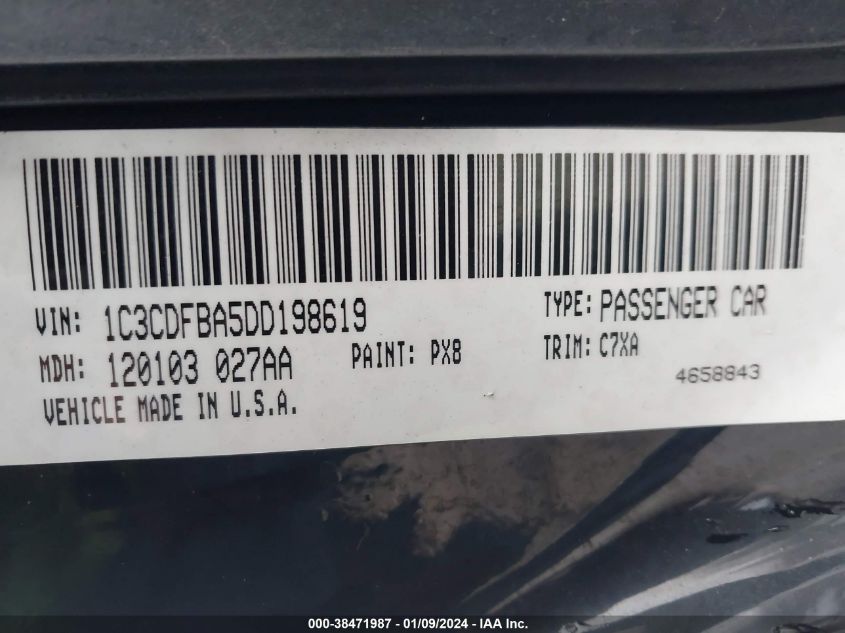 VIN: 1C3CDFBA5DD198619 TYPE: PASSENGER CAR
MDH: 120103 027AA PAINT: PX8 TRIM: C7XA
VEHICLE MADE IN U.S.A. 4658843
000-38471987 - 01/09/2024 - IAA Inc.